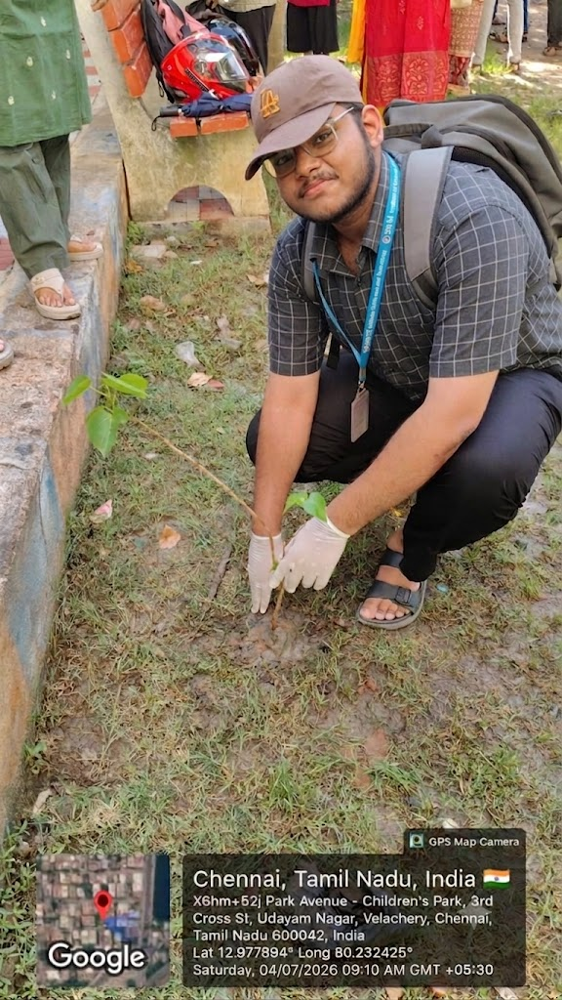 GPS Map Camera
Chennai, Tamil Nadu, India
X6hm+52j Park Avenue - Children's Park, 3rd
Cross St, Udayam Nagar, Velachery, Chennai,
Tamil Nadu 600042, India
Lat 12.977894° Long 80.232425°
Saturday, 04/07/2026 09:10 AM GMT +05:30
Google